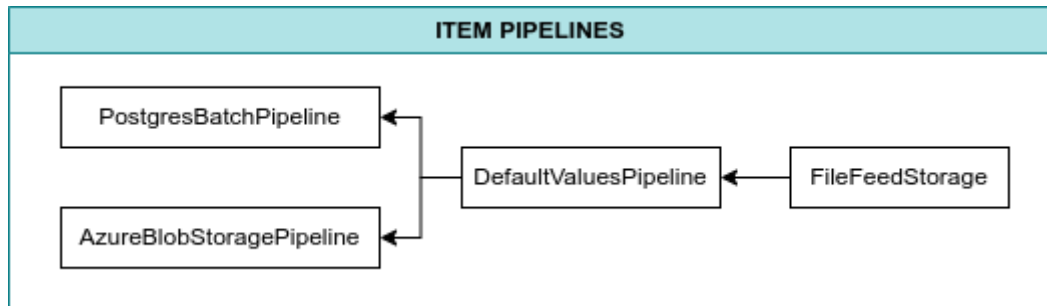 ITEM PIPELINES
PostgresBatchPipeline
DefaultValuesPipeline
FileFeedStorage
AzureBlobStoragePipeline